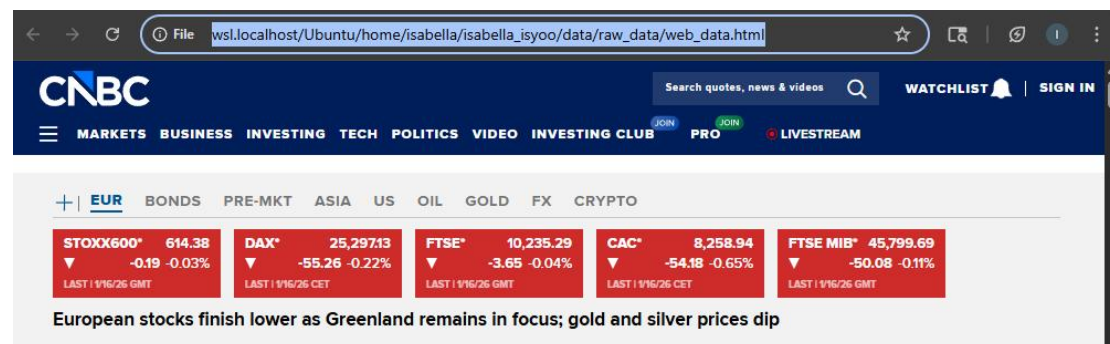 File wsl.localhost/Ubuntu/home/isabella/isabella_isyoo/data/raw_data/web_data.html I
CNBC Search quotes, news & videos WATCHLIST | SIGN IN
MARKETS BUSINESS INVESTING TECH POLITICS VIDEO INVESTING CLUB JOIN PRO JOIN LIVESTREAM
+ | EUR BONDS PRE-MKT ASIA US OIL GOLD FX CRYPTO
STOXX600* 614.38 DAX* 25,297.13 FTSE* 10,235.29 CAC* 8,258.94 FTSE MIB* 45,799.69
▼ -0.19 -0.03% ▼ -55.26 -0.22% ▼ -3.65 -0.04% ▼ -54.18 -0.65% ▼ -50.08 -0.11%
LAST | 1/16/26 GMT LAST | 1/16/26 CET LAST | 1/16/26 GMT LAST | 1/16/26 CET LAST | 1/16/26 GMT
European stocks finish lower as Greenland remains in focus; gold and silver prices dip